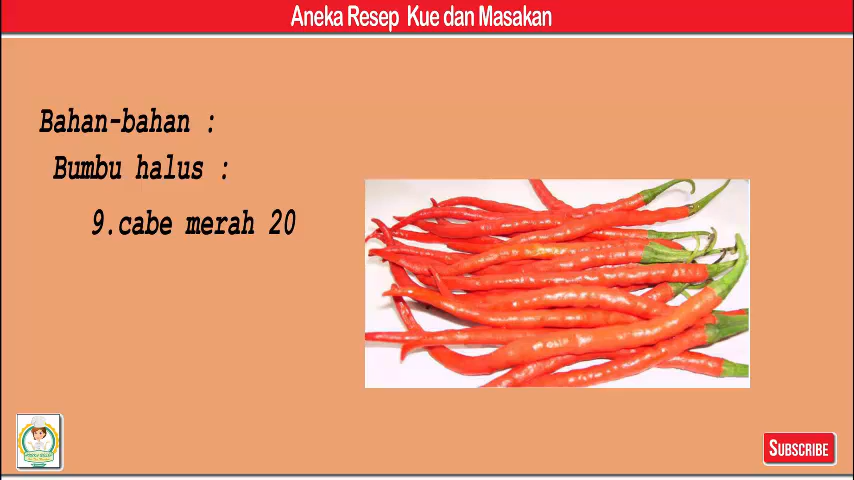 Aneka Resep Kue dan Masakan
Bahan-bahan :
Bumbu halus :
9.cabe merah 20
SUBSCRIBE